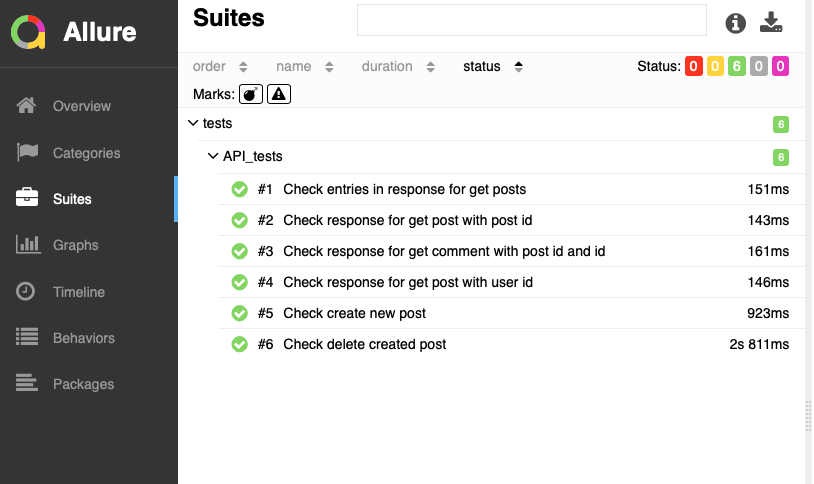 Allure
Overview
Categories
Suites
Graphs
Timeline
Behaviors
Packages
Suites
order name duration status Status: 0 0 6 0 0
Marks:
tests 6
API_tests 6
#1 Check entries in response for get posts 151ms
#2 Check response for get post with post id 143ms
#3 Check response for get comment with post id and id 161ms
#4 Check response for get post with user id 146ms
#5 Check create new post 923ms
#6 Check delete created post 2s 811ms